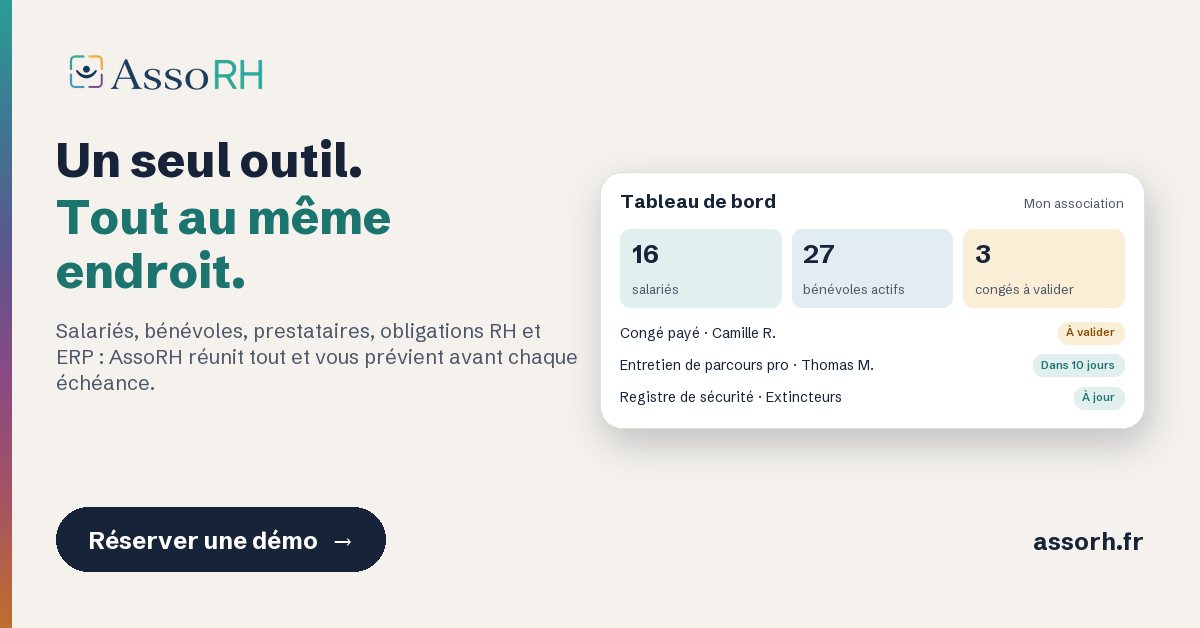 AssoRH
Un seul outil.
Tout au même
endroit.
Salariés, bénévoles, prestataires, obligations RH et
ERP : AssoRH réunit tout et vous prévient avant chaque
échéance.
Réserver une démo →
Tableau de bord
Mon association
16
salariés
27
bénévoles actifs
3
congés à valider
Congé payé · Camille R.
À valider
Entretien de parcours pro · Thomas M.
Dans 10 jours
Registre de sécurité · Extincteurs
À jour
assorh.fr